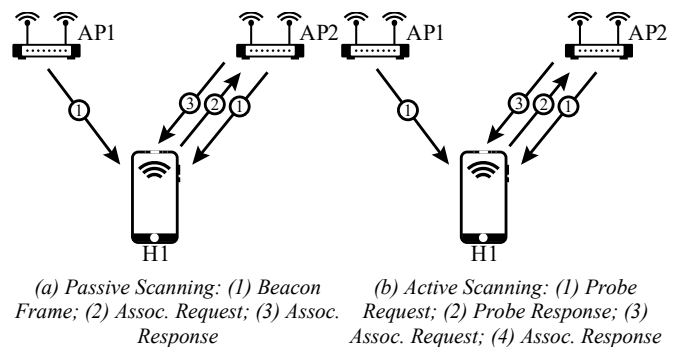 AP1
AP2
3
2
1
1
H1
AP1
AP2
3
2
1
1
H1
(a) Passive Scanning: (1) Beacon
Frame; (2) Assoc. Request; (3) Assoc.
Response
(b) Active Scanning: (1) Probe
Request; (2) Probe Response; (3)
Assoc. Request; (4) Assoc. Response